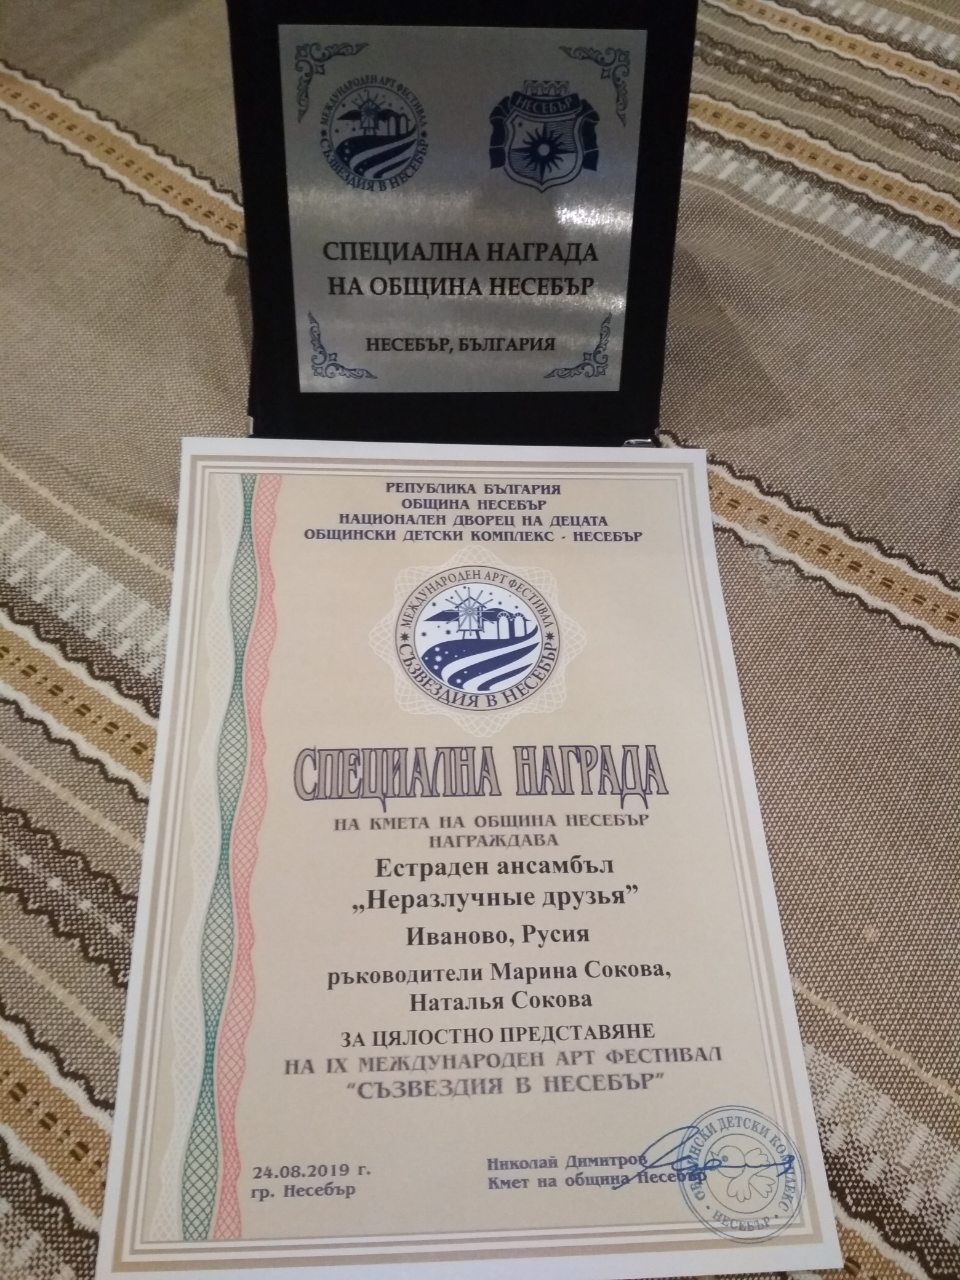 МЕЖДУНАРОДЕН АРТ ФЕСТИВАЛ
СЪЗВЕЗДИЯ В НЕСЕБЪР
НЕСЕБЪР
СПЕЦИАЛНА НАГРАДА
НА ОБЩИНА НЕСЕБЪР
НЕСЕБЪР, БЪЛГАРИЯ
РЕПУБЛИКА БЪЛГАРИЯ
ОБЩИНА НЕСЕБЪР
НАЦИОНАЛЕН ДВОРЕЦ НА ДЕЦАТА
ОБЩИНСКИ ДЕТСКИ КОМПЛЕКС - НЕСЕБЪР
МЕЖДУНАРОДЕН АРТ ФЕСТИВАЛ
СЪЗВЕЗДИЯ В НЕСЕБЪР
СПЕЦИАЛНА НАГРАДА
НА КМЕТА НА ОБЩИНА НЕСЕБЪР
НАГРАЖДАВА
Естраден ансамбъл
„Неразлучные друзья”
Иваново, Русия
ръководители Марина Сокова,
Наталья Сокова
ЗА ЦЯЛОСТНО ПРЕДСТАВЯНЕ
НА IX МЕЖДУНАРОДЕН АРТ ФЕСТИВАЛ
"СЪЗВЕЗДИЯ В НЕСЕБЪР"
24.08.2019 г.
гр. Несебър
Николай Димитров
Кмет на община Несебър
ОБЩИНСКИ ДЕТСКИ КОМПЛЕКС
НЕСЕБЪР